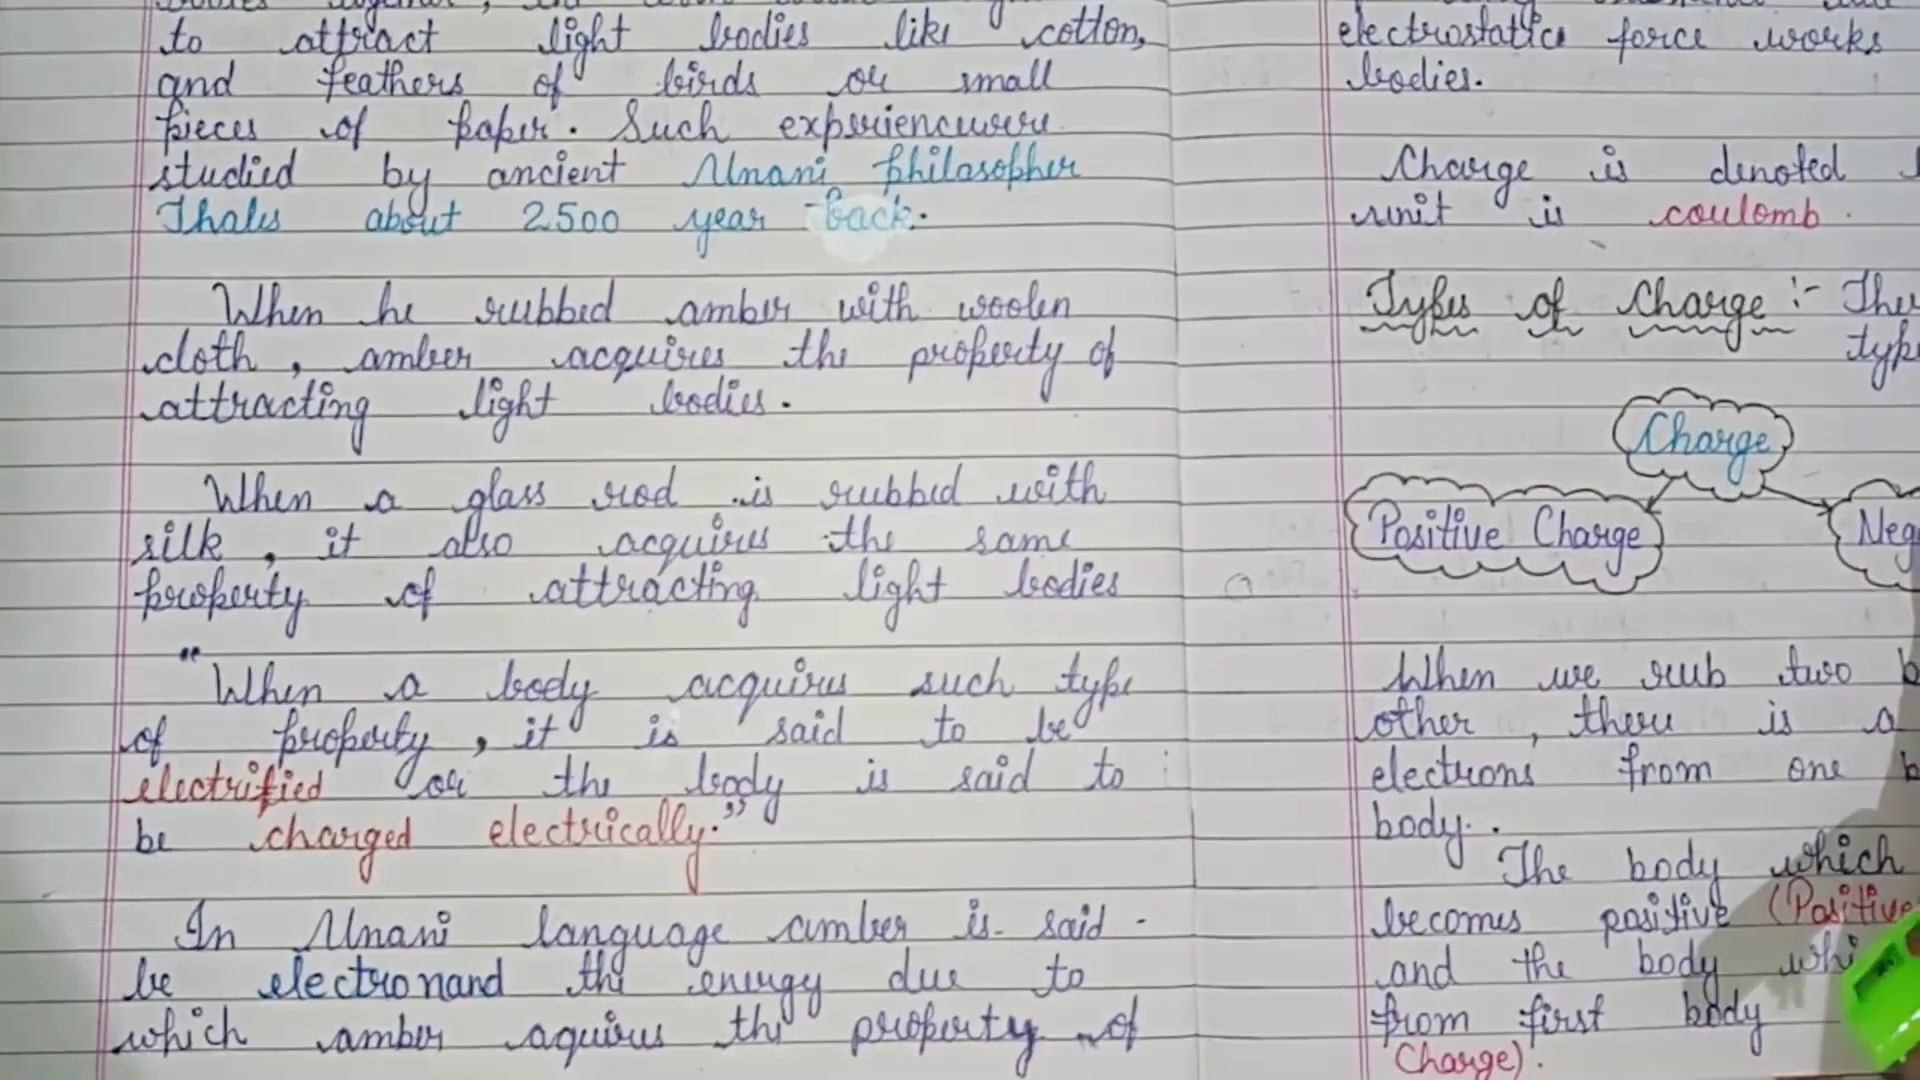 to attract light bodies like cotton,
and feathers of birds or small
pieces of paper. Such experiencwere
studied by ancient Unani philosopher
Thales about 2500 year back.
When he rubbed amber with woolen
cloth, amber acquires the property of
attracting light bodies.
When a glass rod is rubbed with
silk, it also acquires the same
property of attracting light bodies
"When a body acquires such type
of property, it is said to be
electrified or the body is said to
be charged electrically."
In Unani language amber is said -
be electronand the energy due to
which amber aquires the property of
electrostatics force works
bodies.
Charge is denoted
unit is coulomb.
Types of Charge :- The
type
Charge
Positive Charge
Neg
When we rub two b
other, there is a
electrons from one b
body.
The body which
becomes positive (Positive
and the body whi
from first body
Charge).